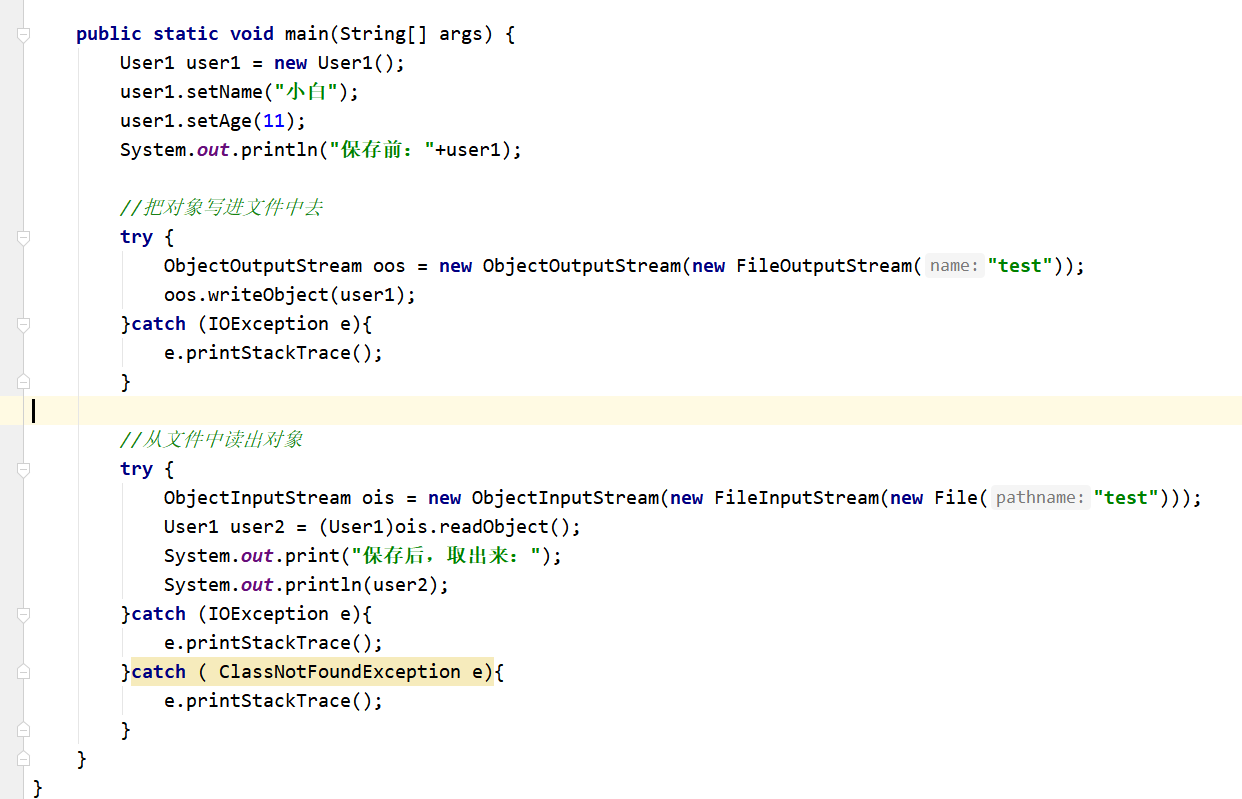 public static void main(String[] args) {
User1 user1 = new User1();
user1.setName("小白");
user1.setAge(11);
System.out.println("保存前："+user1);
//把对象写进文件中去
try {
ObjectOutputStream oos = new ObjectOutputStream(new FileOutputStream( name: "test"));
oos.writeObject(user1);
}catch (IOException e){
e.printStackTrace();
}
//从文件中读出对象
try {
ObjectInputStream ois = new ObjectInputStream(new FileInputStream(new File( pathname: "test")));
User1 user2 = (User1)ois.readObject();
System.out.print("保存后，取出来：");
System.out.println(user2);
}catch (IOException e){
e.printStackTrace();
}catch ( ClassNotFoundException e){
e.printStackTrace();
}
}
}